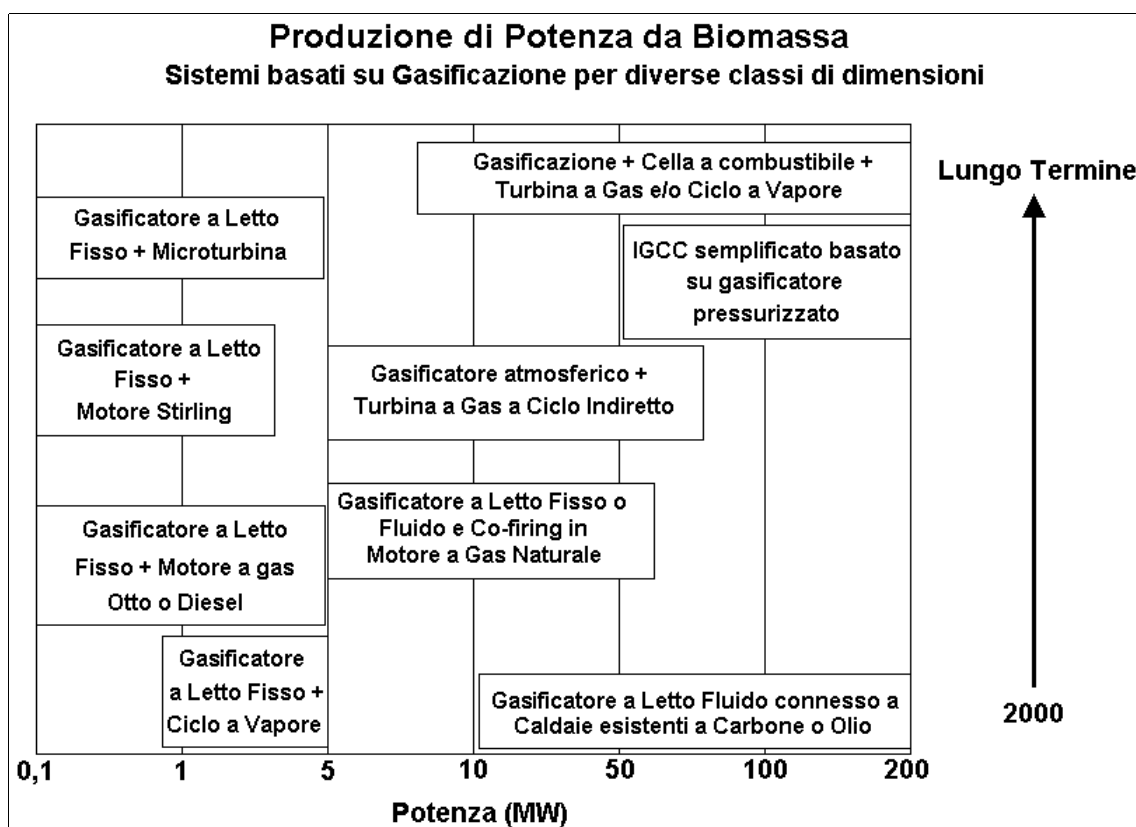 Produzione di Potenza da Biomassa
Sistemi basati su Gasificazione per diverse classi di dimensioni
Gasificazione + Cella a combustibile +
Turbina a Gas e/o Ciclo a Vapore
Lungo Termine
Gasificatore a Letto
Fisso + Microturbina
IGCC semplificato basato
su gasificatore
pressurizzato
Gasificatore a Letto
Fisso +
Motore Stirling
Gasificatore atmosferico +
Turbina a Gas a Ciclo Indiretto
Gasificatore a Letto Fisso o
Fluido e Co-firing in
Motore a Gas Naturale
Gasificatore a Letto
Fisso + Motore a gas
Otto o Diesel
Gasificatore
a Letto Fisso +
Ciclo a Vapore
Gasificatore a Letto Fluido connesso a
Caldaie esistenti a Carbone o Olio
2000
0,1 1 5 10 50 100 200
Potenza (MW)